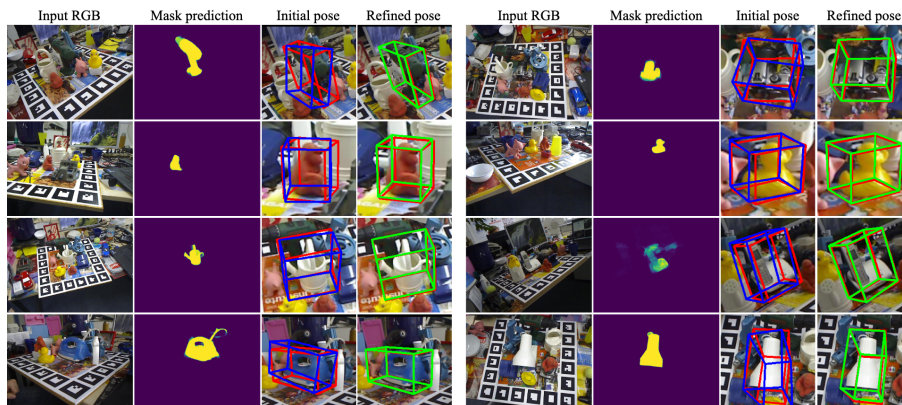 Input RGB Mask prediction Initial pose Refined pose Input RGB Mask prediction Initial pose Refined pose